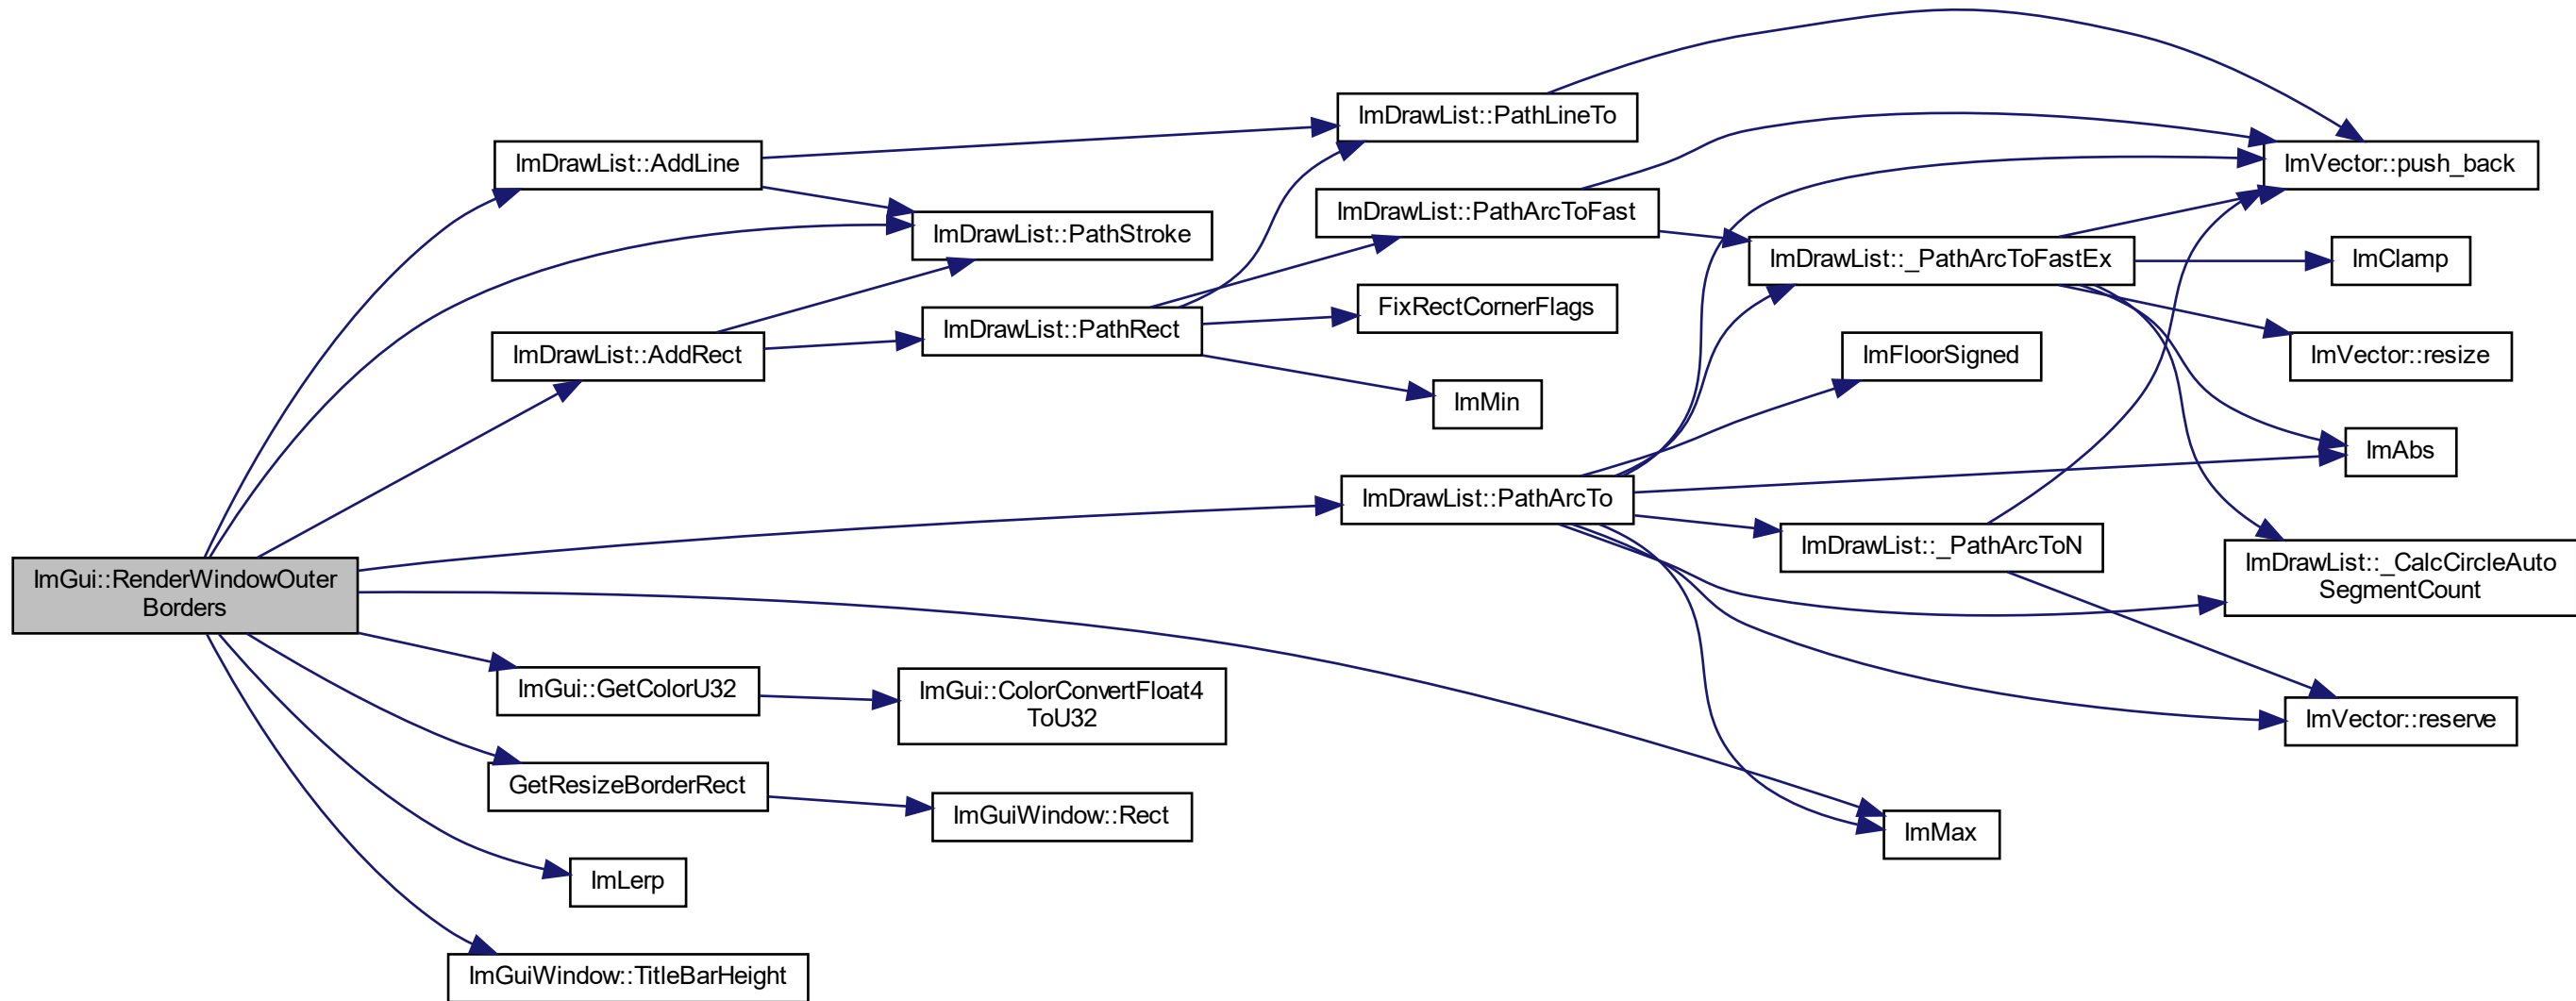 ImGui::RenderWindowOuter
Borders
ImDrawList::AddLine
ImDrawList::PathLineTo
ImDrawList::PathStroke
ImDrawList::AddRect
ImDrawList::PathRect
ImDrawList::PathArcToFast
FixRectCornerFlags
ImMin
ImVector::push_back
ImDrawList::_PathArcToFastEx
ImClamp
ImVector::resize
ImFloorSigned
ImAbs
ImDrawList::PathArcTo
ImDrawList::_PathArcToN
ImDrawList::_CalcCircleAuto
SegmentCount
ImVector::reserve
ImMax
ImGui::GetColorU32
ImGui::ColorConvertFloat4
ToU32
GetResizeBorderRect
ImGuiWindow::Rect
ImLerp
ImGuiWindow::TitleBarHeight